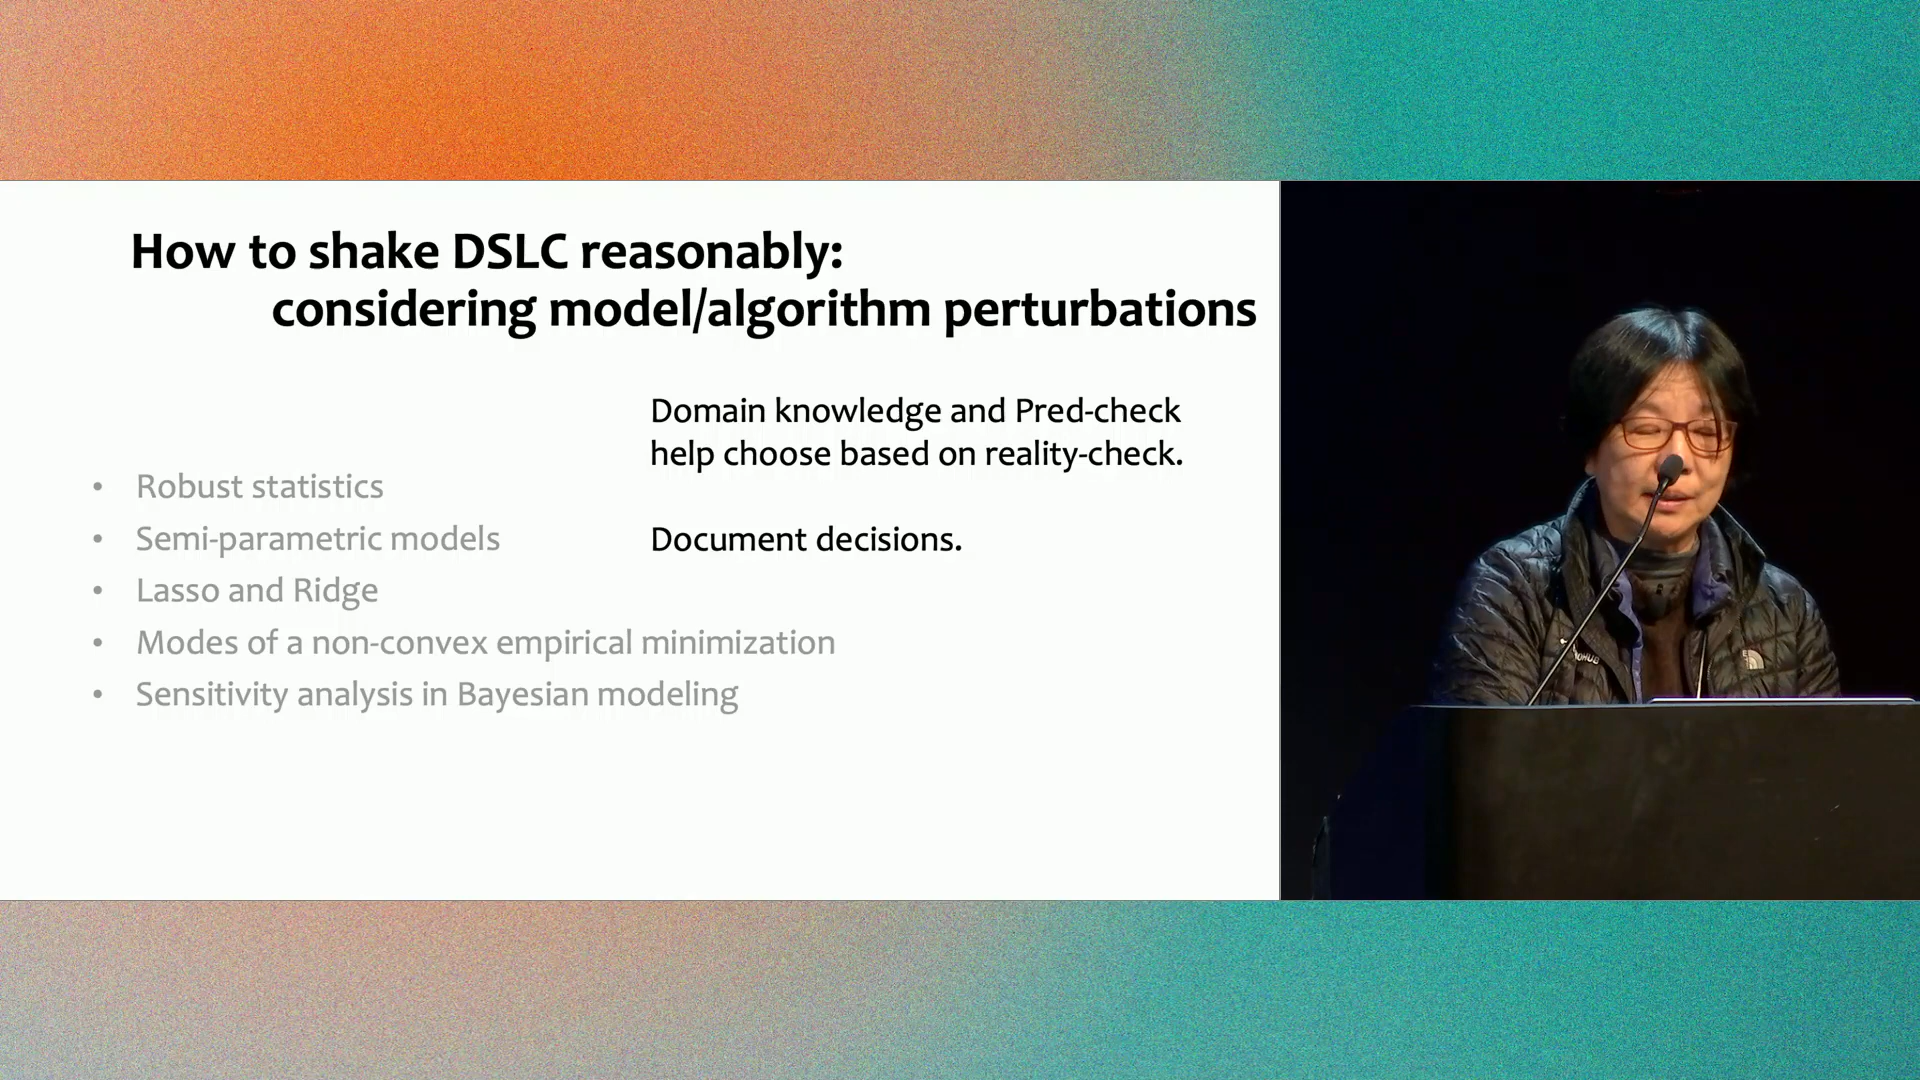 How to shake DSLC reasonably:
considering model/algorithm perturbations
Domain knowledge and Pred-check
help choose based on reality-check.
Document decisions.
• Robust statistics
• Semi-parametric models
• Lasso and Ridge
• Modes of a non-convex empirical minimization
• Sensitivity analysis in Bayesian modeling